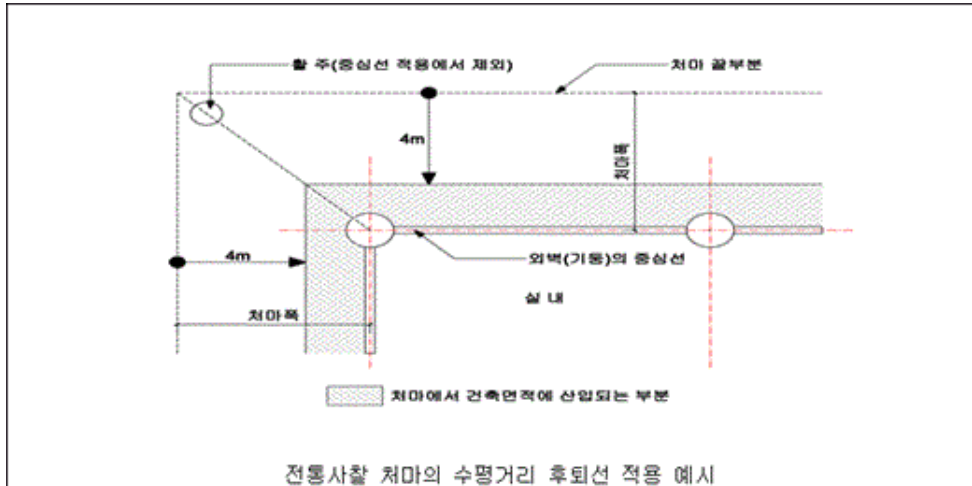 활 주(중심선 적용에서 제외)
처마 끝부분
4m
처마폭
외벽(기둥)의 중심선
4m
실 내
처마폭
처마에서 건축면적에 산입되는 부분
전통사찰 처마의 수평거리 후퇴선 적용 예시